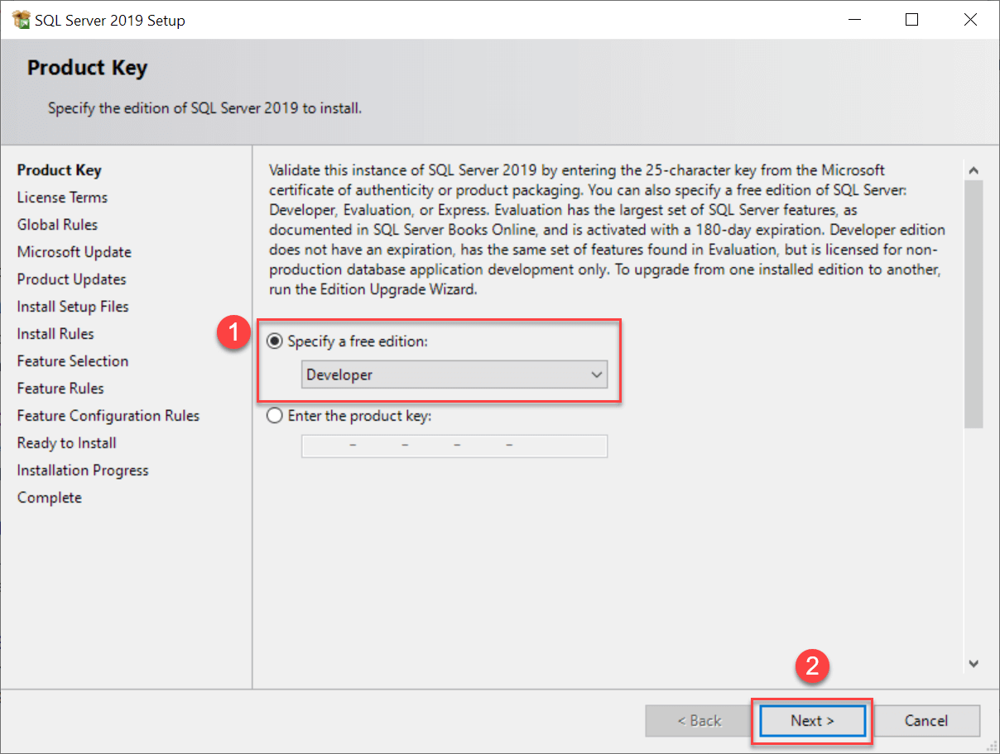 SQL Server 2019 Setup
Product Key
Specify the edition of SQL Server 2019 to install.
Product Key
License Terms
Global Rules
Microsoft Update
Product Updates
Install Setup Files
Install Rules
Feature Selection
Feature Rules
Feature Configuration Rules
Ready to Install
Installation Progress
Complete
Validate this instance of SQL Server 2019 by entering the 25-character key from the Microsoft
certificate of authenticity or product packaging. You can also specify a free edition of SQL Server:
Developer, Evaluation, or Express. Evaluation has the largest set of SQL Server features, as
documented in SQL Server Books Online, and is activated with a 180-day expiration. Developer edition
does not have an expiration, has the same set of features found in Evaluation, but is licensed for non-
production database application development only. To upgrade from one installed edition to another,
run the Edition Upgrade Wizard.
1
Specify a free edition:
Developer
Enter the product key:
- - - -
2
< Back
Next >
Cancel